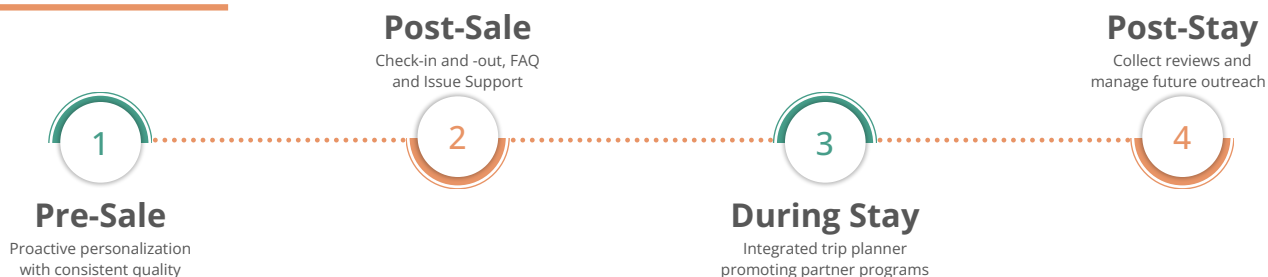 Post-Sale
Check-in and -out, FAQ
and Issue Support
Post-Stay
Collect reviews and
manage future outreach
1
2
3
4
Pre-Sale
Proactive personalization
with consistent quality
During Stay
Integrated trip planner
promoting partner programs